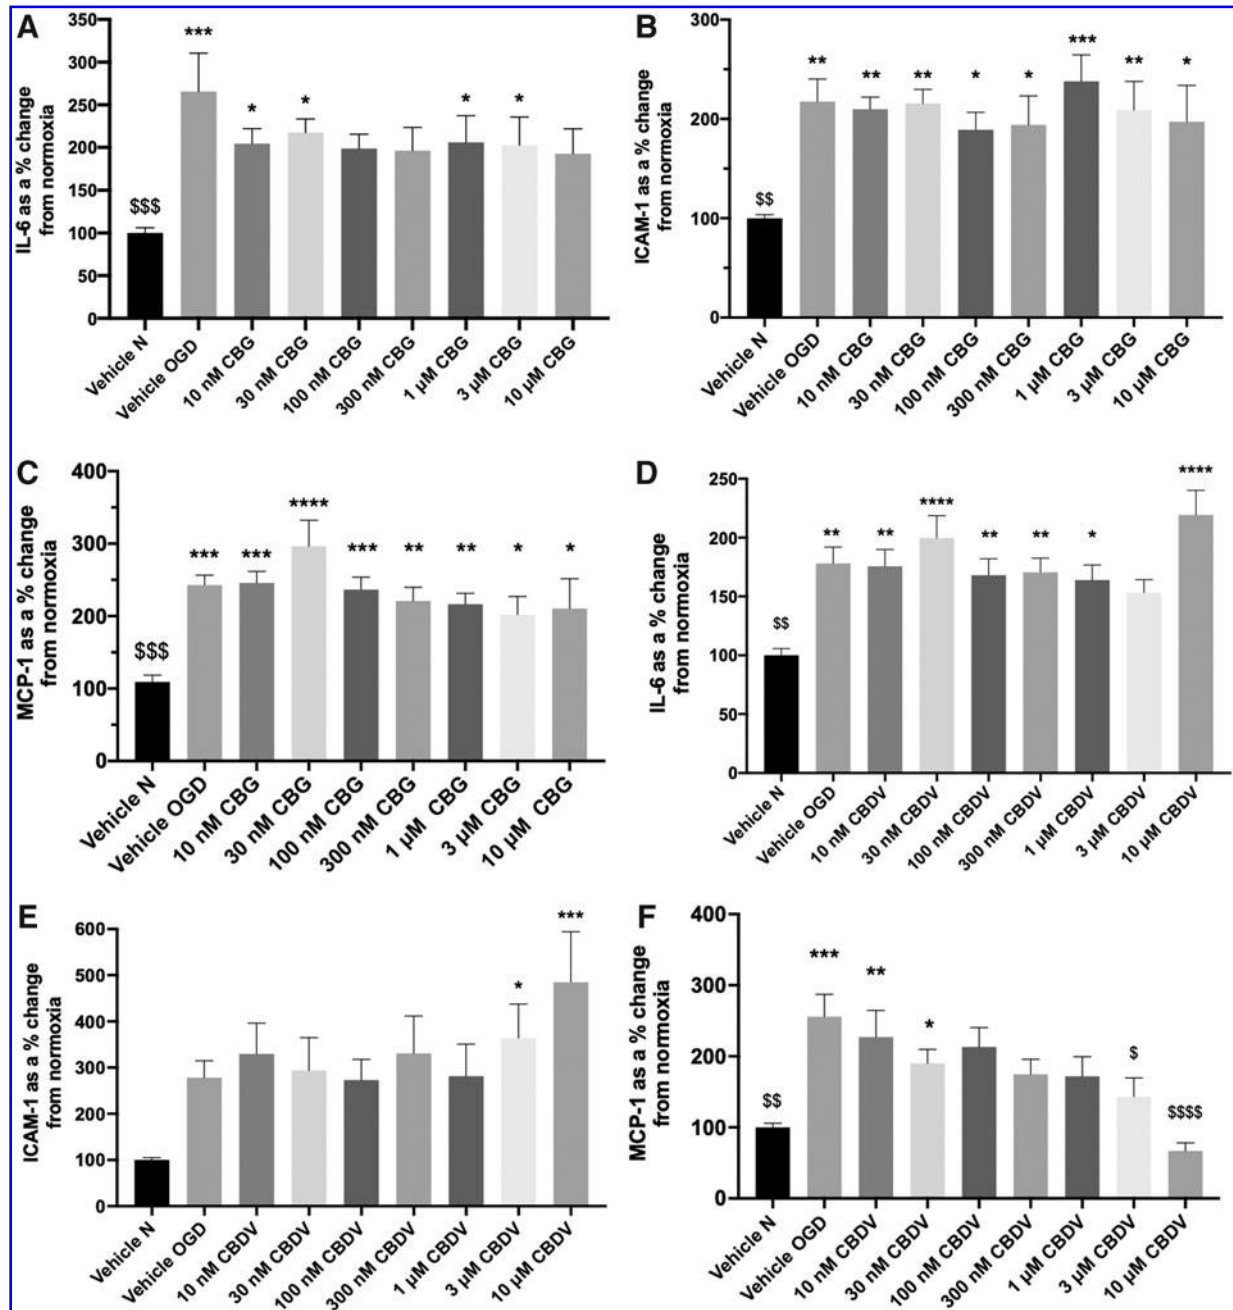 A
IL-6 as a % change
from normoxia
350
300
250
200
150
100
50
0
$$$
***
*
*
*
*
Vehicle N
Vehicle OGD
10 nM CBG
30 nM CBG
100 nM CBG
300 nM CBG
1 µM CBG
3 µM CBG
10 µM CBG
B
ICAM-1 as a % change
from normoxia
300
200
100
0
$$
**
**
**
*
*
***
**
*
Vehicle N
Vehicle OGD
10 nM CBG
30 nM CBG
100 nM CBG
300 nM CBG
1 µM CBG
3 µM CBG
10 µM CBG
C
MCP-1 as a % change
from normoxia
400
300
200
100
0
$$$
***
***
****
***
**
**
*
*
Vehicle N
Vehicle OGD
10 nM CBG
30 nM CBG
100 nM CBG
300 nM CBG
1 µM CBG
3 µM CBG
10 µM CBG
D
IL-6 as a % change
from normoxia
250
200
150
100
50
0
$$
**
**
****
**
**
*
****
Vehicle N
Vehicle OGD
10 nM CBDV
30 nM CBDV
100 nM CBDV
300 nM CBDV
1 µM CBDV
3 µM CBDV
10 µM CBDV
E
ICAM-1 as a % change
from normoxia
600
500
400
300
200
100
0
*
***
Vehicle N
Vehicle OGD
10 nM CBDV
30 nM CBDV
100 nM CBDV
300 nM CBDV
1 µM CBDV
3 µM CBDV
10 µM CBDV
F
MCP-1 as a % change
from normoxia
400
300
200
100
0
$$
***
**
*
$
$$$$
Vehicle N
Vehicle OGD
10 nM CBDV
30 nM CBDV
100 nM CBDV
300 nM CBDV
1 µM CBDV
3 µM CBDV
10 µM CBDV